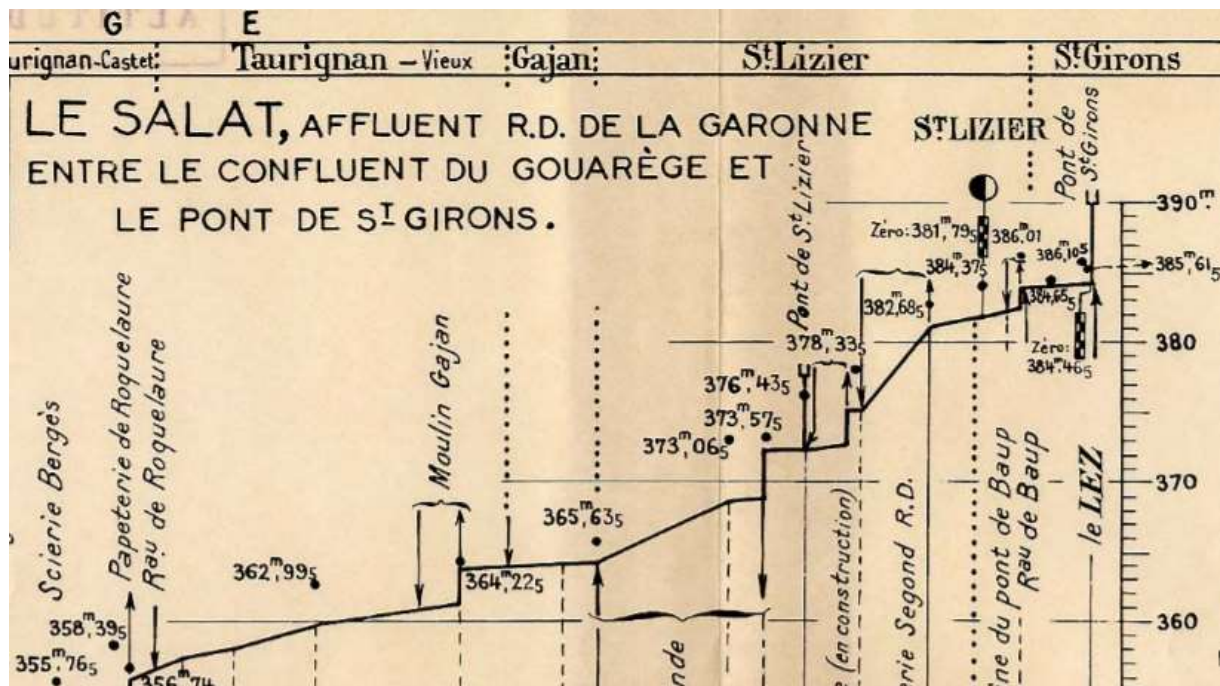 G E
urignan-Castet Taurignan - Vieux Gajan St Lizier St Girons
LE SALAT, AFFLUENT R.D. DE LA GARONNE
ENTRE LE CONFLUENT DU GOUARÈGE ET
LE PONT DE ST GIRONS.
ST LIZIER
Pont de St Girons
Pont de St Lizier
390m.
Zéro: 381m,795
386m,01
386m,105
385m,615
384m,375
384,655
382m,685
380
378m,335
Zéro: 384m,465
376m,435
373m,575
373m,065
370
365m,635
364m,225
362m,995
360
358m,395
355m,765
356m,74
Scierie Bergès
Papeterie de Roquelaure
Rau de Roquelaure
Moulin Gajan
nde
(en construction)
erie Segond R.D.
ine du pont de Baup
Rau de Baup
le LEZ